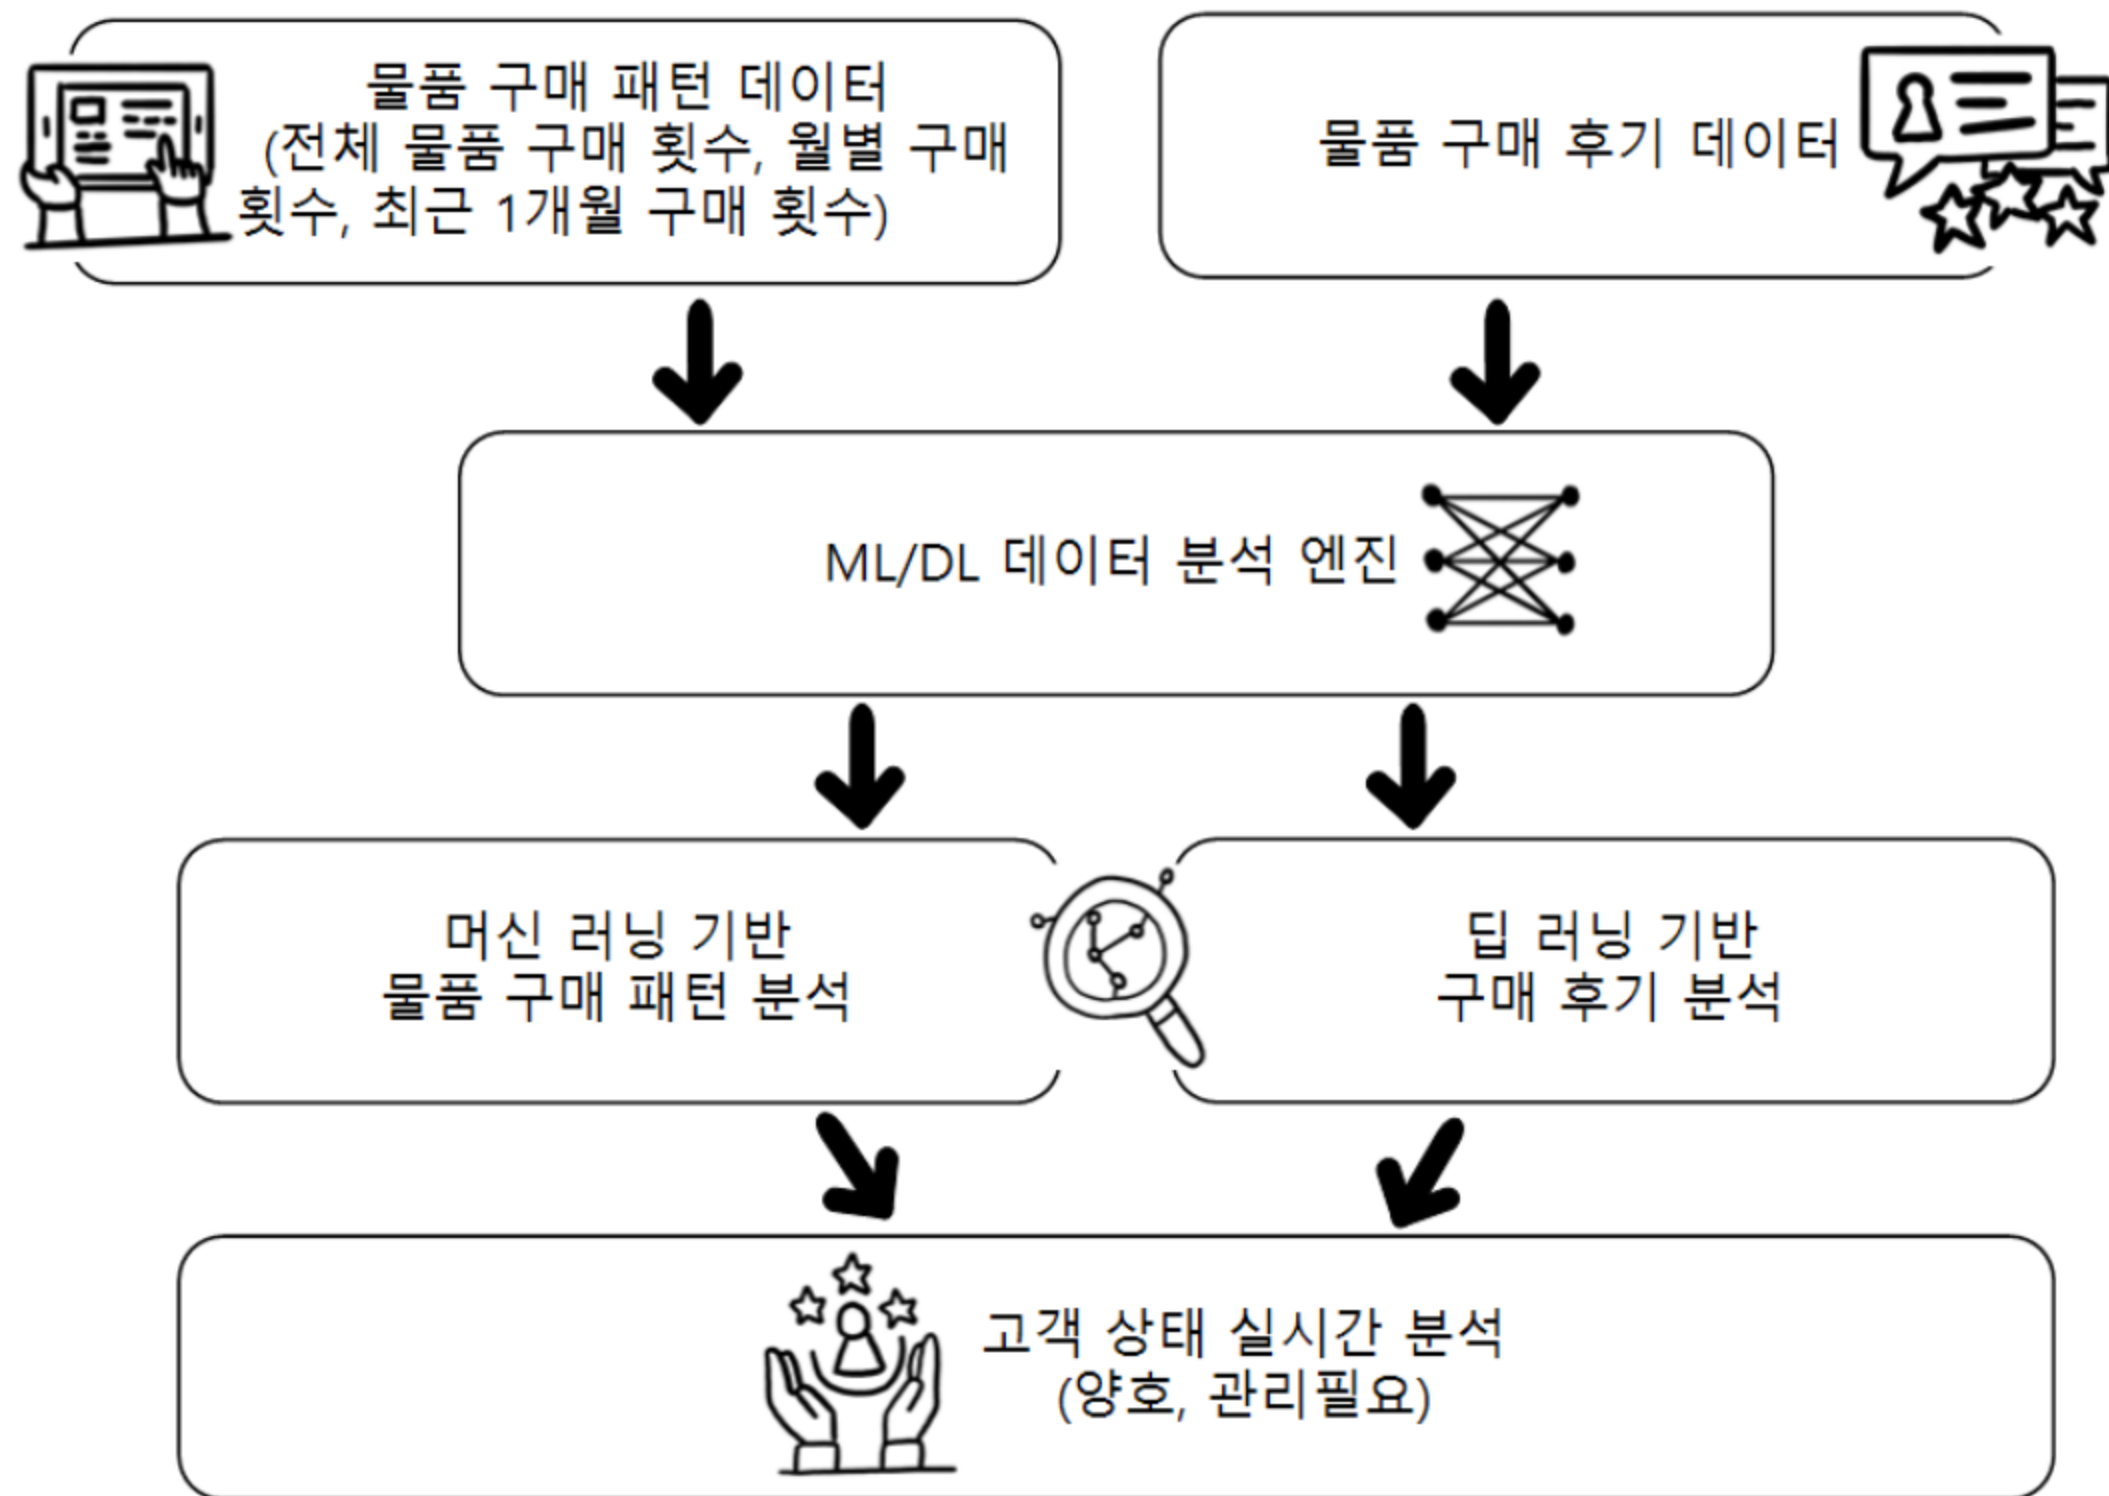 물품 구매 패턴 데이터
(전체 물품 구매 횟수, 월별 구매
횟수, 최근 1개월 구매 횟수)
물품 구매 후기 데이터
ML/DL 데이터 분석 엔진
머신 러닝 기반
물품 구매 패턴 분석
딥 러닝 기반
구매 후기 분석
고객 상태 실시간 분석
(양호, 관리필요)